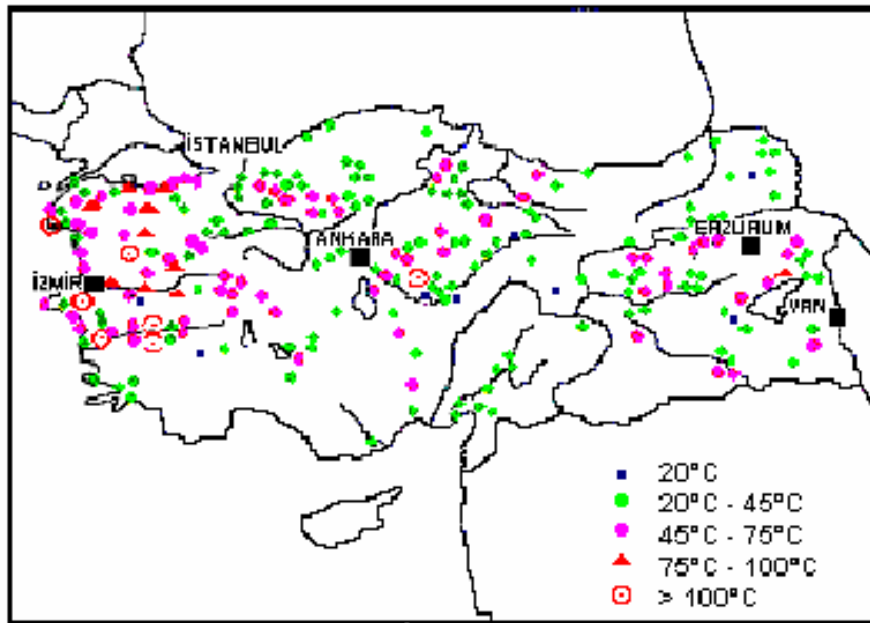 İSTANBUL
ANKARA
ERZURUM
İZMİR
VAN
20°C
20°C - 45°C
45°C - 75°C
75°C - 100°C
> 100°C